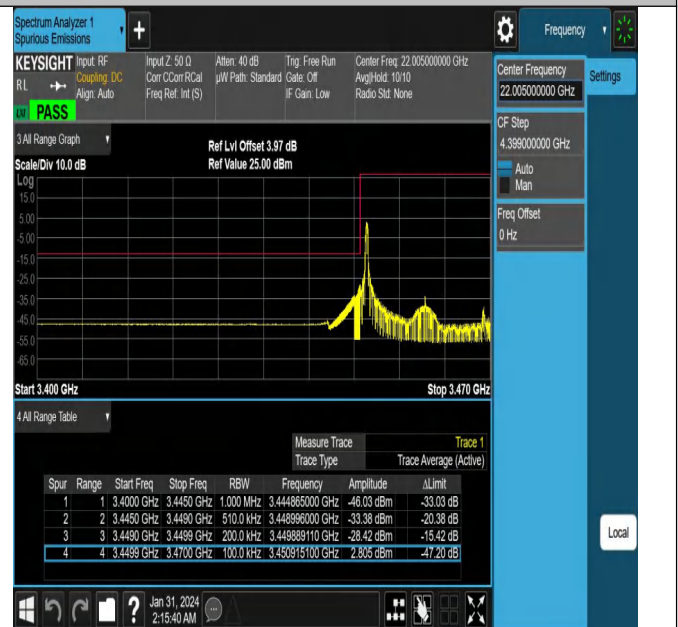 Spectrum Analyzer 1
Spurious Emissions
+
Frequency
KEYSIGHT Input: RF Input Z: 50 Ω Atten: 40 dB Trig: Free Run Center Freq: 22.005000000 GHz
RL Coupling: DC Corr CCorr RCal µW Path: Standard Gate: Off Avg|Hold: 10/10
Align: Auto Freq Ref: Int (S) IF Gain: Low Radio Std: None
LXI PASS
Center Frequency
22.005000000 GHz
Settings
CF Step
4.399000000 GHz
Auto
Man
Freq Offset
0 Hz
3 All Range Graph
Ref Lvl Offset 3.97 dB
Scale/Div 10.0 dB Ref Value 25.00 dBm
Log
15.0
5.00
-5.00
-15.0
-25.0
-35.0
-45.0
-55.0
-65.0
Start 3.400 GHz Stop 3.470 GHz
4 All Range Table
Measure Trace Trace 1
Trace Type Trace Average (Active)
Spur Range Start Freq Stop Freq RBW Frequency Amplitude ΔLimit
1 1 3.4000 GHz 3.4450 GHz 1.000 MHz 3.444865000 GHz -46.03 dBm -33.03 dB
2 2 3.4450 GHz 3.4490 GHz 510.0 kHz 3.448996000 GHz -33.38 dBm -20.38 dB
3 3 3.4490 GHz 3.4499 GHz 200.0 kHz 3.449889110 GHz -28.42 dBm -15.42 dB
4 4 3.4499 GHz 3.4700 GHz 100.0 kHz 3.450915100 GHz 2.805 dBm -47.20 dB
Local
? Jan 31, 2024
2:15:40 AM